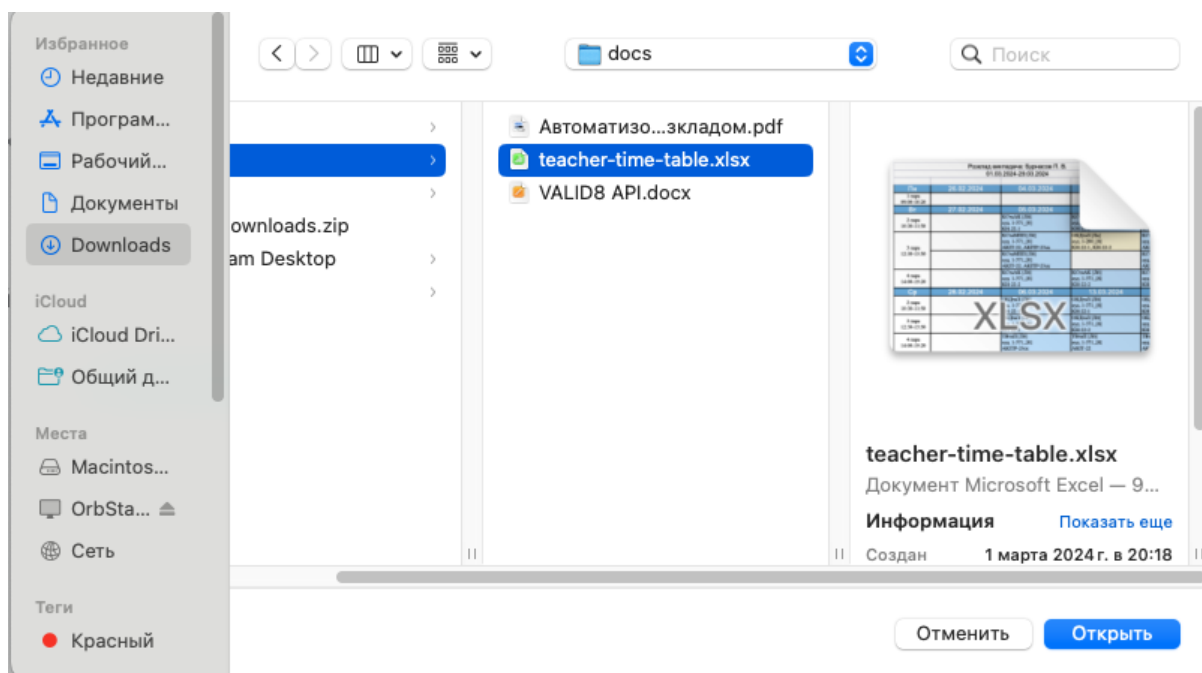 Избранное
Недавние
Програм...
Рабочий...
Документы
Downloads
iCloud
iCloud Dri...
Общий д...
Места
Macintos...
OrbSta...
Сеть
Теги
Красный
docs
Поиск
ownloads.zip
am Desktop
Автоматизо...зкладом.pdf
teacher-time-table.xlsx
VALID8 API.docx
XLSX
teacher-time-table.xlsx
Документ Microsoft Excel — 9...
Информация Показать еще
Создан 1 марта 2024 г. в 20:18
Отменить Открыть